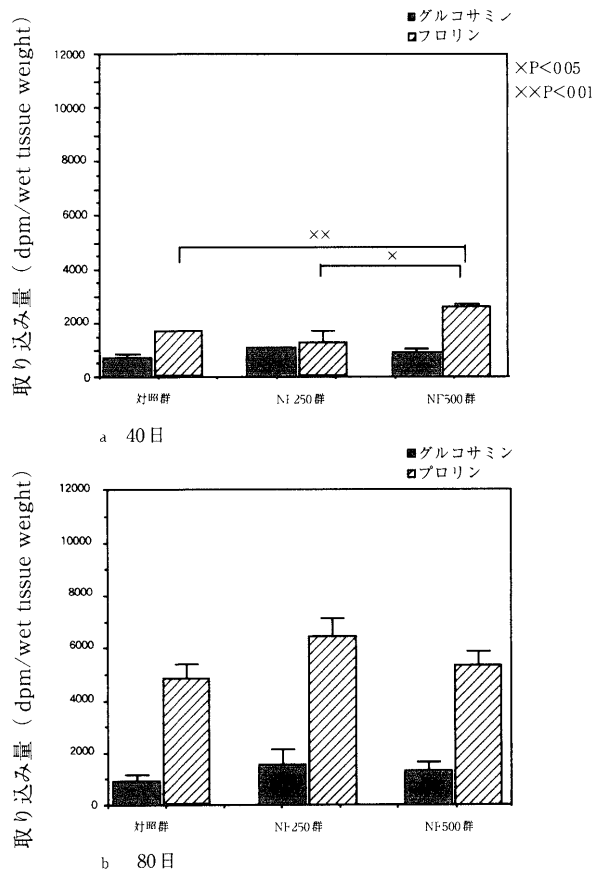 ■グルコサミン
▨フロリン
×P<005
××P<001
取り込み量 ( dpm/wet tissue weight)
12000
10000
8000
6000
4000
2000
0
××
×
対照群
NF250群
NF500群
a 40日
■グルコサミン
▨プロリン
取り込み量 ( dpm/wet tissue weight)
12000
10000
8000
6000
4000
2000
0
対照群
NF250群
NF500群
b 80日